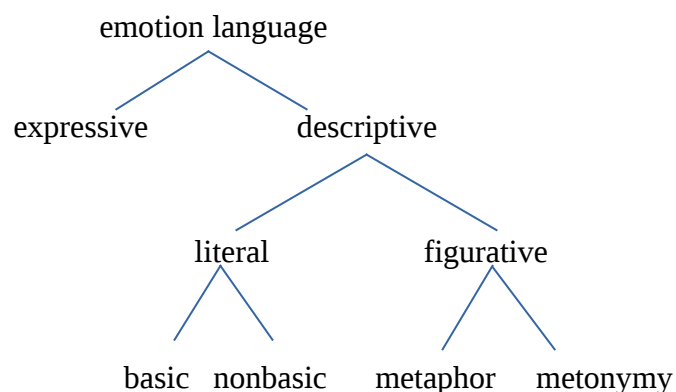 emotion language
expressive descriptive
literal figurative
basic nonbasic metaphor metonymy